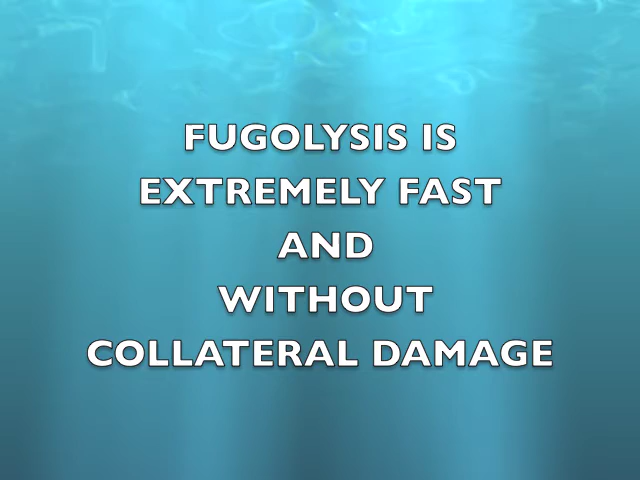 FUGOLYSIS IS
EXTREMELY FAST
AND
WITHOUT
COLLATERAL DAMAGE